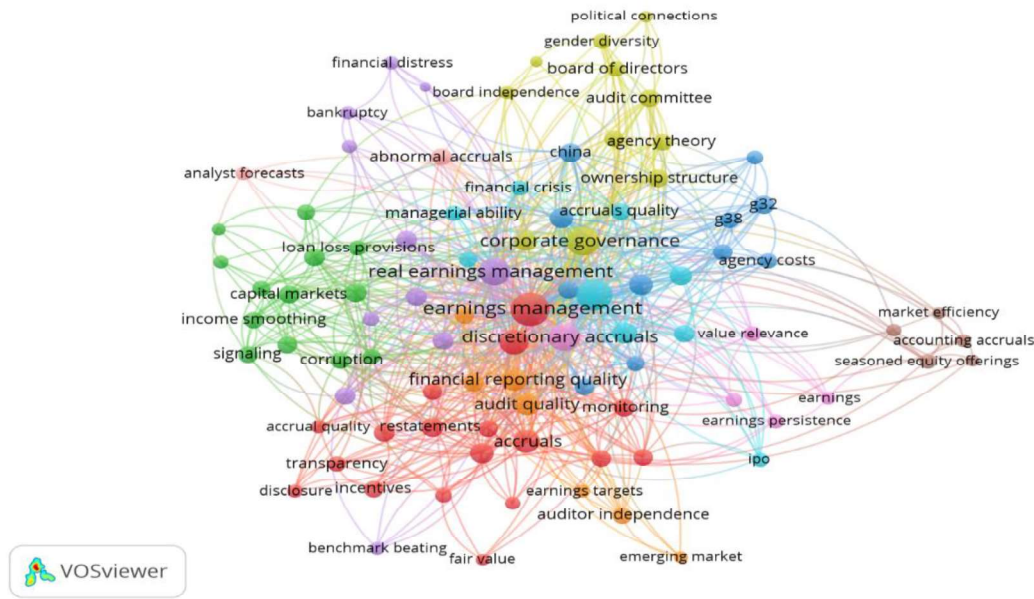 political connections
gender diversity
financial distress
board of directors
board independence
audit committee
bankruptcy
agency theory
china
abnormal accruals
analyst forecasts
ownership structure
financial crisis
g32
managerial ability
accruals quality
g38
corporate governance
loan loss provisions
agency costs
real earnings management
capital markets
earnings management
market efficiency
income smoothing
discretionary accruals
value relevance
accounting accruals
signaling
corruption
seasoned equity offerings
financial reporting quality
earnings
audit quality
monitoring
earnings persistence
accrual quality
restatements
accruals
transparency
ipo
disclosure
incentives
earnings targets
auditor independence
benchmark beating
fair value
emerging market
VOSviewer